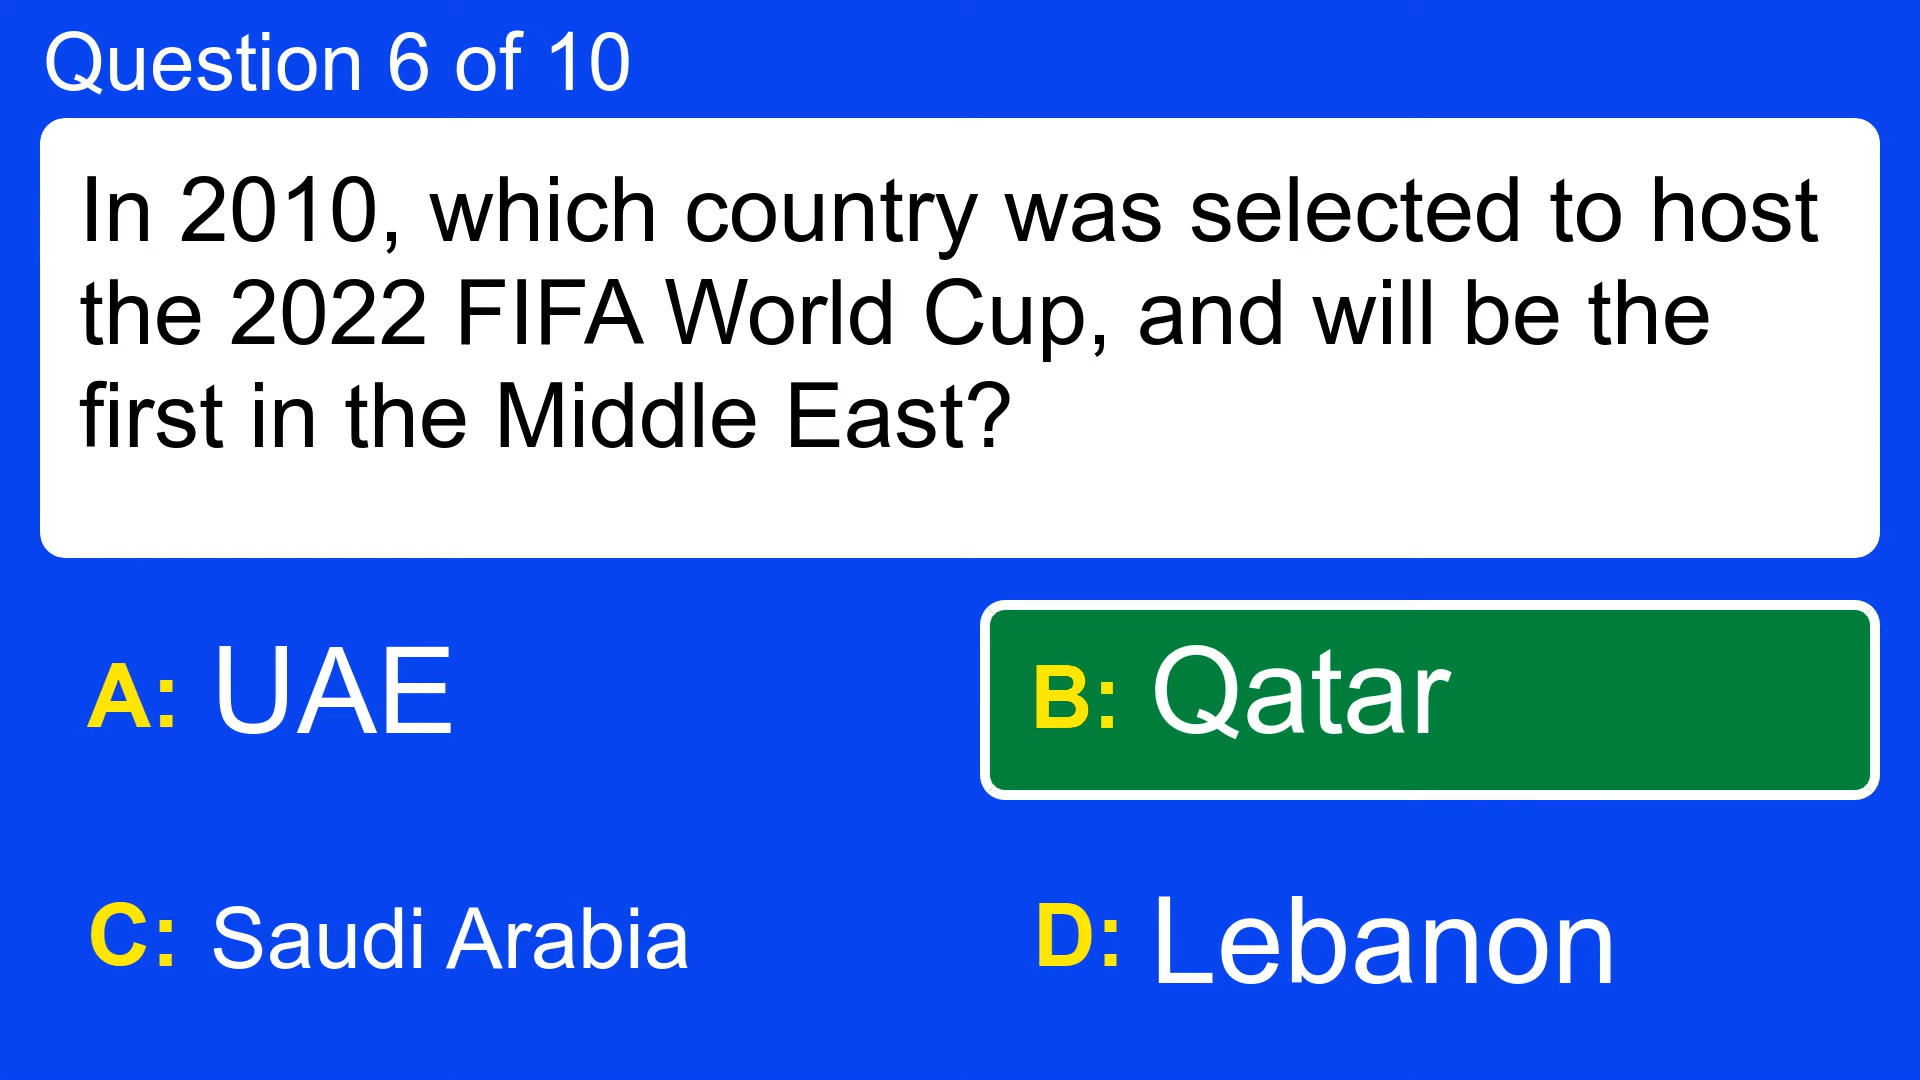 Question 6 of 10
In 2010, which country was selected to host
the 2022 FIFA World Cup, and will be the
first in the Middle East?
A: UAE
B: Qatar
C: Saudi Arabia
D: Lebanon